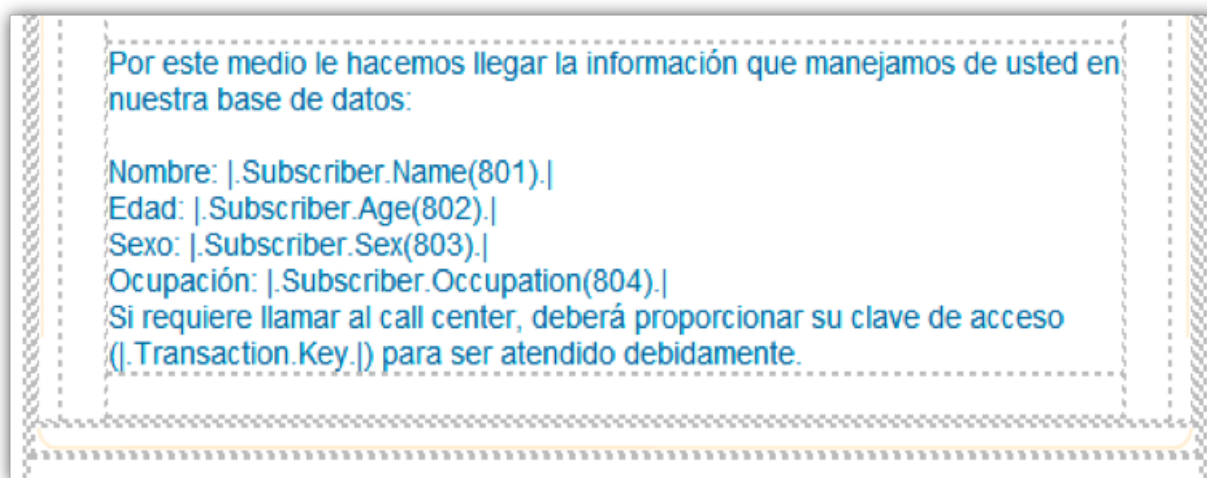 Por este medio le hacemos llegar la información que manejamos de usted en
nuestra base de datos:
Nombre: |.Subscriber.Name(801).|
Edad: |.Subscriber.Age(802).|
Sexo: |.Subscriber.Sex(803).|
Ocupación: |.Subscriber.Occupation(804).|
Si requiere llamar al call center, deberá proporcionar su clave de acceso
(|.Transaction.Key.|) para ser atendido debidamente.